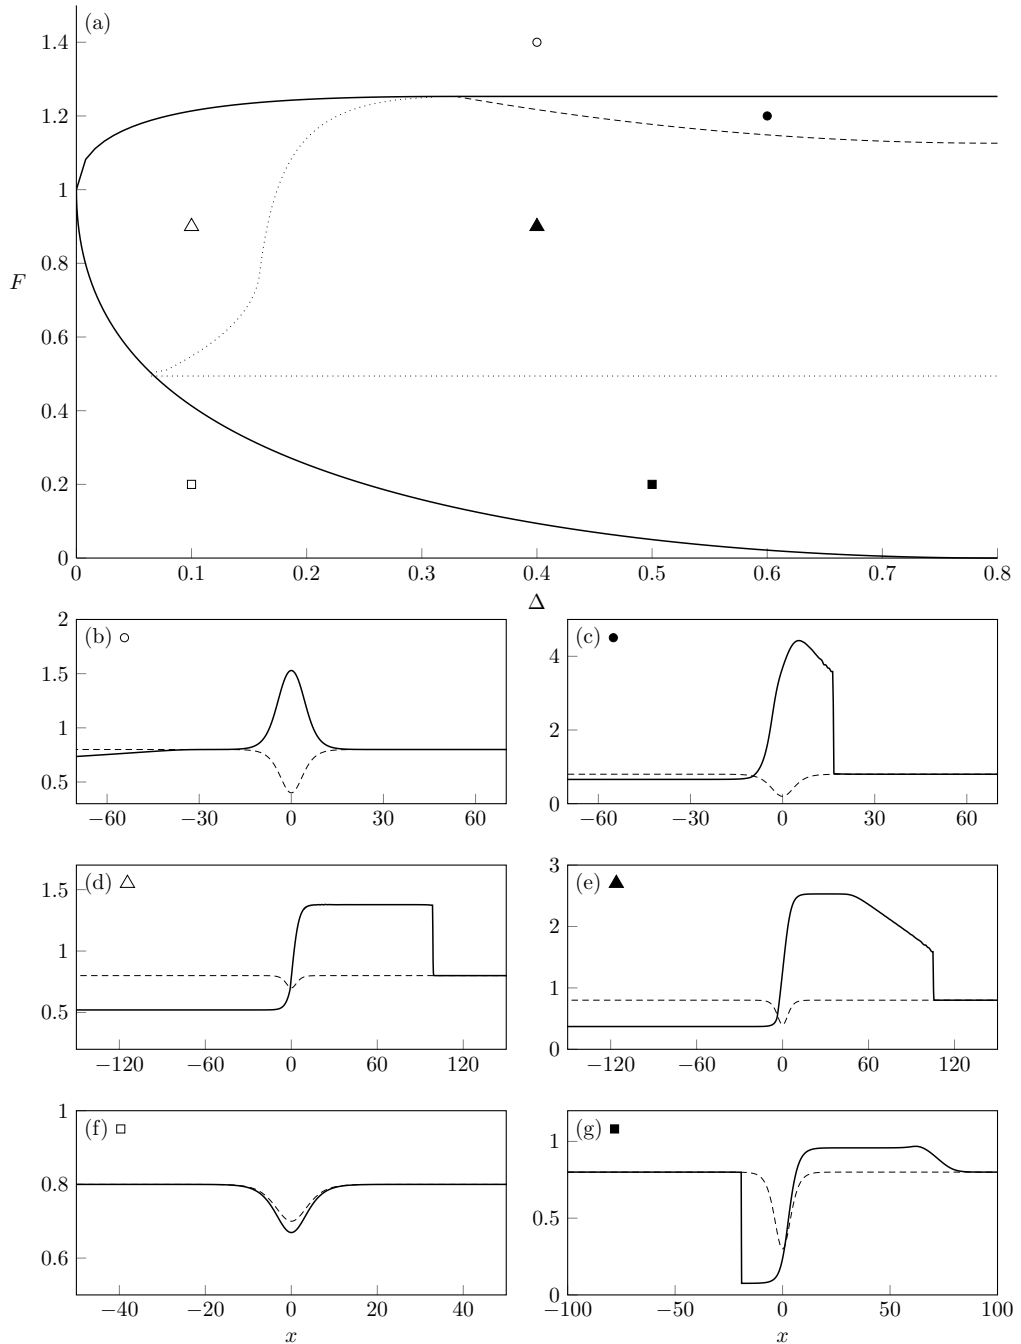 (a)
1.4
1.2
1
0.8
0.6
0.4
0.2
0
F
0 0.1 0.2 0.3 0.4 0.5 0.6 0.7 0.8
Δ
(b) ○
2
1.5
1
0.5
−60 −30 0 30 60
(c) ●
4
2
0
−60 −30 0 30 60
(d) △
1.5
1
0.5
−120 −60 0 60 120
(e) ▲
3
2
1
0
−120 −60 0 60 120
(f) □
1
0.8
0.6
−40 −20 0 20 40
x
(g) ■
1
0.5
0
−100 −50 0 50 100
x